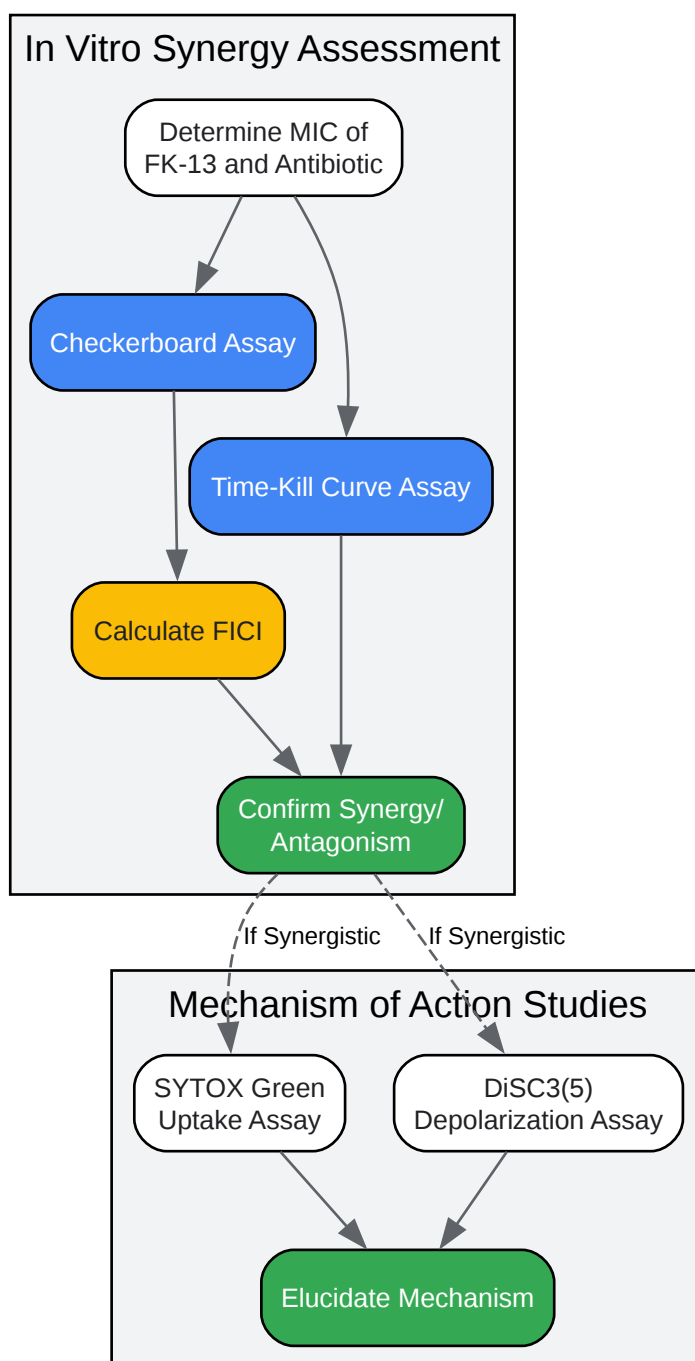 In Vitro Synergy Assessment
Determine MIC of
FK-13 and Antibiotic
Checkerboard Assay
Time-Kill Curve Assay
Calculate FICI
Confirm Synergy/
Antagonism
If Synergistic
If Synergistic
Mechanism of Action Studies
SYTOX Green
Uptake Assay
DiSC3(5)
Depolarization Assay
Elucidate Mechanism